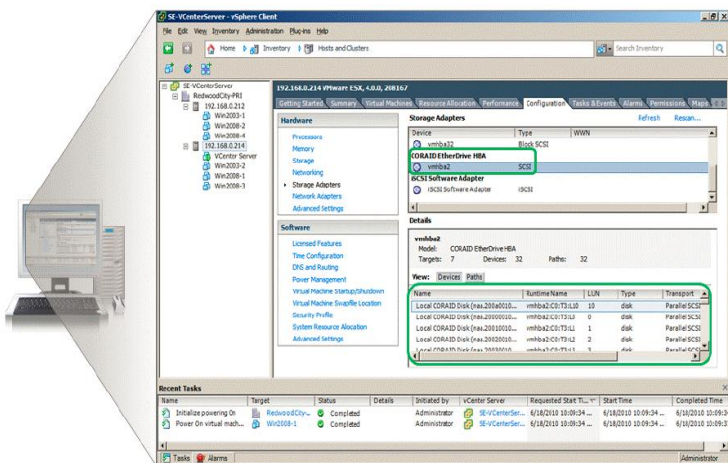 SE-VCenterServer - vSphere Client
File Edit View Inventory Administration Plug-ins Help
Home Inventory Hosts and Clusters
Search Inventory
SE-VCenterServer
RedwoodCity-PRI
192.168.0.212
Win2003-1
Win2008-2
Win2008-4
192.168.0.214
VCenter Server
Win2003-2
Win2008-1
Win2008-3
192.168.0.214 VMware ESX, 4.0.0, 208167
Getting Started Summary Virtual Machines Resource Allocation Performance Configuration Tasks & Events Alarms Permissions Maps
Hardware
Processors
Memory
Storage
Networking
Storage Adapters
Network Adapters
Advanced Settings
Software
Licensed Features
Time Configuration
DNS and Routing
Power Management
Virtual Machine Startup/Shutdown
Virtual Machine Swapfile Location
Security Profile
System Resource Allocation
Advanced Settings
Storage Adapters Refresh Rescan...
Device Type WWN
vmhba32 Block SCSI
CORAID EtherDrive HBA
vmhba2 SCSI
iSCSI Software Adapter
iSCSI Software Adapter iSCSI
Details
vmhba2
Model: CORAID EtherDrive HBA
Targets: 7 Devices: 32 Paths: 32
View: Devices Paths
Name Runtime Name LUN Type Transport
Local CORAID Disk (naa.200a0010... vmhba2:C0:T3:L10 10 disk Parallel SCSI
Local CORAID Disk (naa.20000010... vmhba2:C0:T3:L0 0 disk Parallel SCSI
Local CORAID Disk (naa.20010010... vmhba2:C0:T3:L1 1 disk Parallel SCSI
Local CORAID Disk (naa.20020010... vmhba2:C0:T3:L2 2 disk Parallel SCSI
Recent Tasks
Name Target Status Details Initiated by vCenter Server Requested Start Ti... Start Time Completed Time
Initialize powering On RedwoodCity-... Completed Administrator SE-VCenterSer... 6/18/2010 10:09:34 ... 6/18/2010 10:09:34 ... 6/18/2010 10:09:3
Power On virtual mach... Win2008-1 Completed Administrator SE-VCenterSer... 6/18/2010 10:09:34 ... 6/18/2010 10:09:34 ... 6/18/2010 10:09:3
Tasks Alarms Administrator